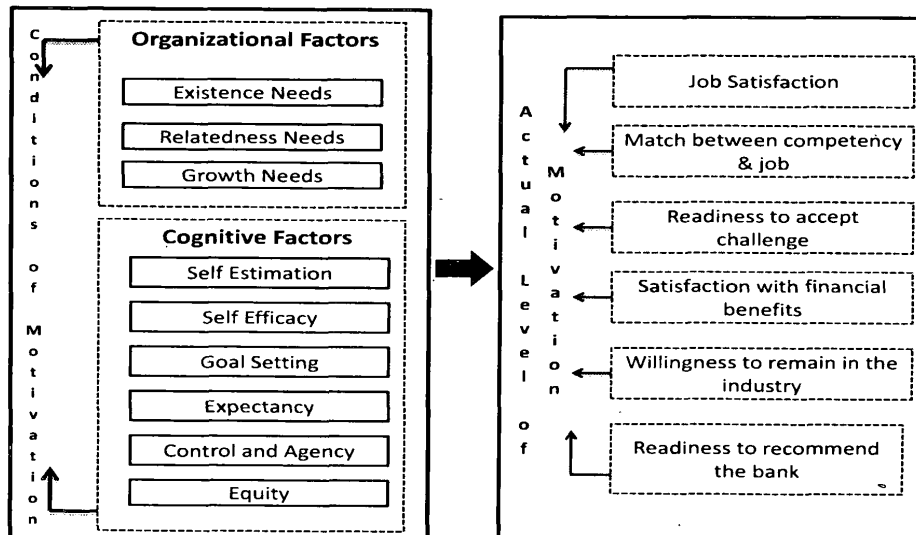 Conditions of Motivation
Organizational Factors
Existence Needs
Relatedness Needs
Growth Needs
Cognitive Factors
Self Estimation
Self Efficacy
Goal Setting
Expectancy
Control and Agency
Equity
Actual Level of
Motivation
Job Satisfaction
Match between competency
& job
Readiness to accept
challenge
Satisfaction with financial
benefits
Willingness to remain in the
industry
Readiness to recommend
the bank